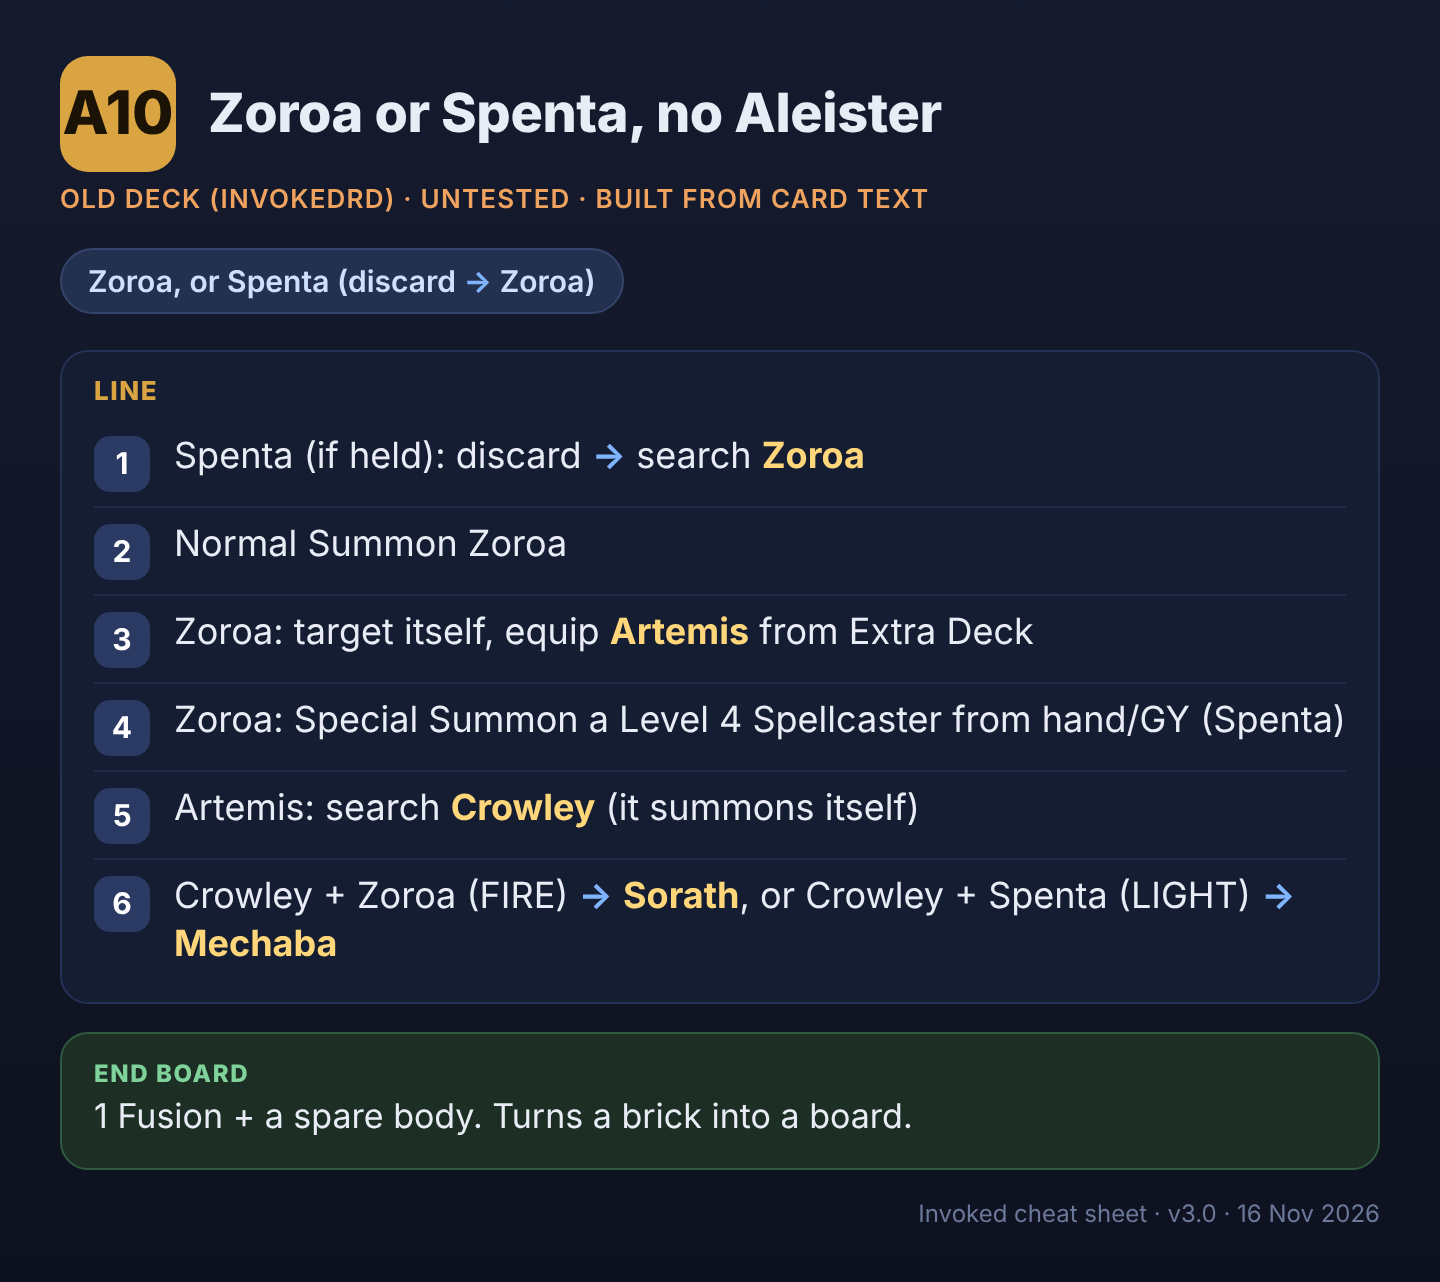 A10
Zoroa or Spenta, no Aleister
OLD DECK (INVOKEDRD) · UNTESTED · BUILT FROM CARD TEXT
Zoroa, or Spenta (discard → Zoroa)
LINE
1 Spenta (if held): discard → search Zoroa
2 Normal Summon Zoroa
3 Zoroa: target itself, equip Artemis from Extra Deck
4 Zoroa: Special Summon a Level 4 Spellcaster from hand/GY (Spenta)
5 Artemis: search Crowley (it summons itself)
6 Crowley + Zoroa (FIRE) → Sorath, or Crowley + Spenta (LIGHT) →
Mechaba
END BOARD
1 Fusion + a spare body. Turns a brick into a board.
Invoked cheat sheet · v3.0 · 16 Nov 2026